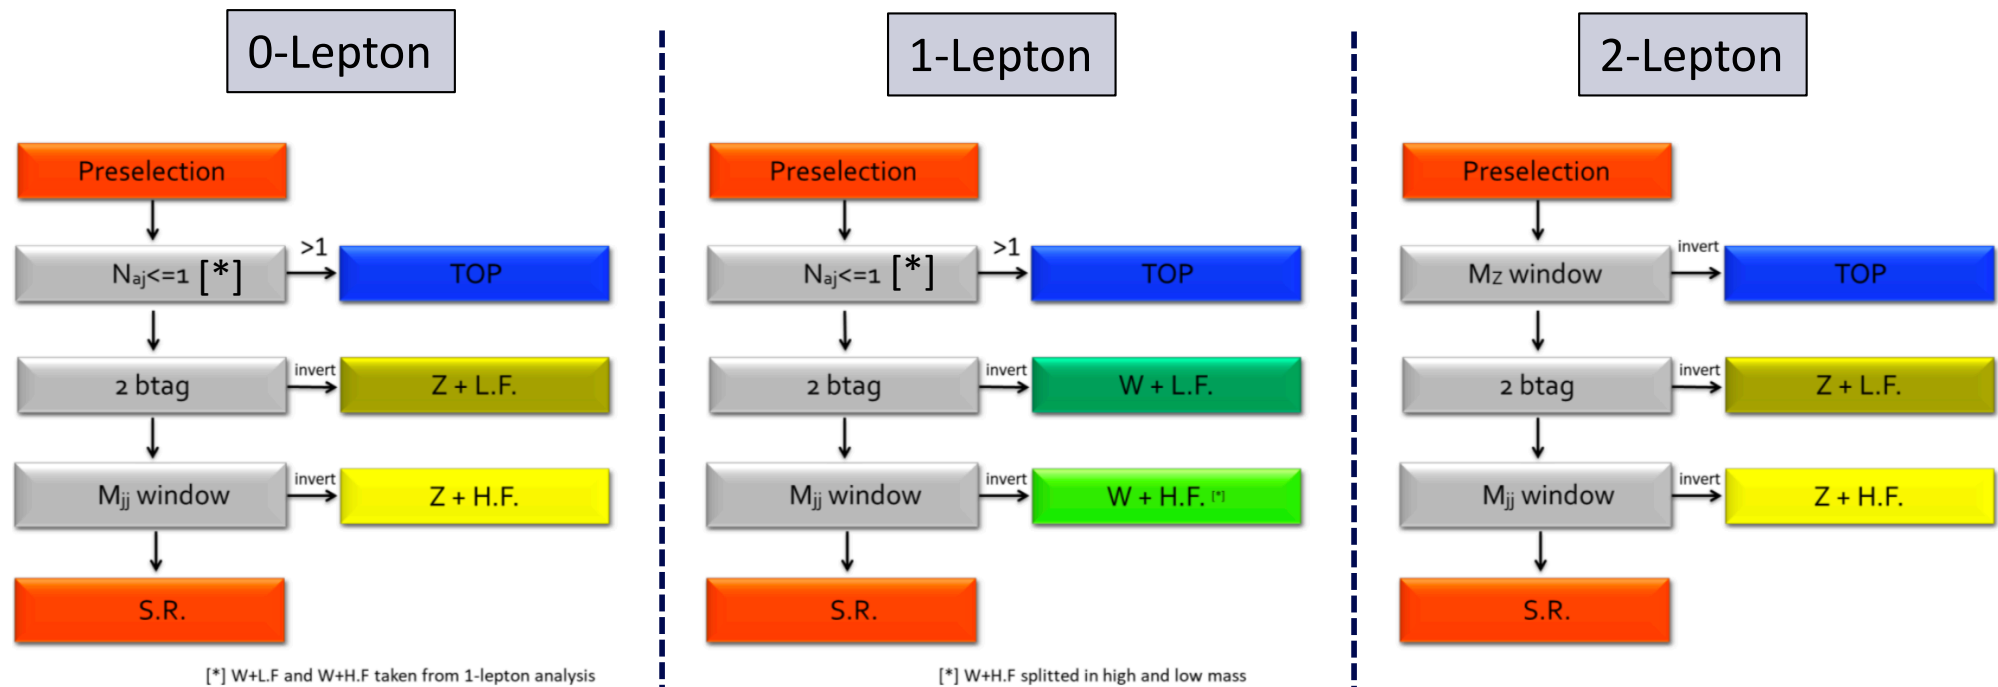 0-Lepton
Preselection
Naj<=1 [*]
>1
TOP
2 btag
invert
Z + L.F.
Mjj window
invert
Z + H.F.
S.R.
[*] W+L.F and W+H.F taken from 1-lepton analysis
1-Lepton
Preselection
Naj<=1 [*]
>1
TOP
2 btag
invert
W + L.F.
Mjj window
invert
W + H.F. [*]
S.R.
[*] W+H.F splitted in high and low mass
2-Lepton
Preselection
MZ window
invert
TOP
2 btag
invert
Z + L.F.
Mjj window
invert
Z + H.F.
S.R.